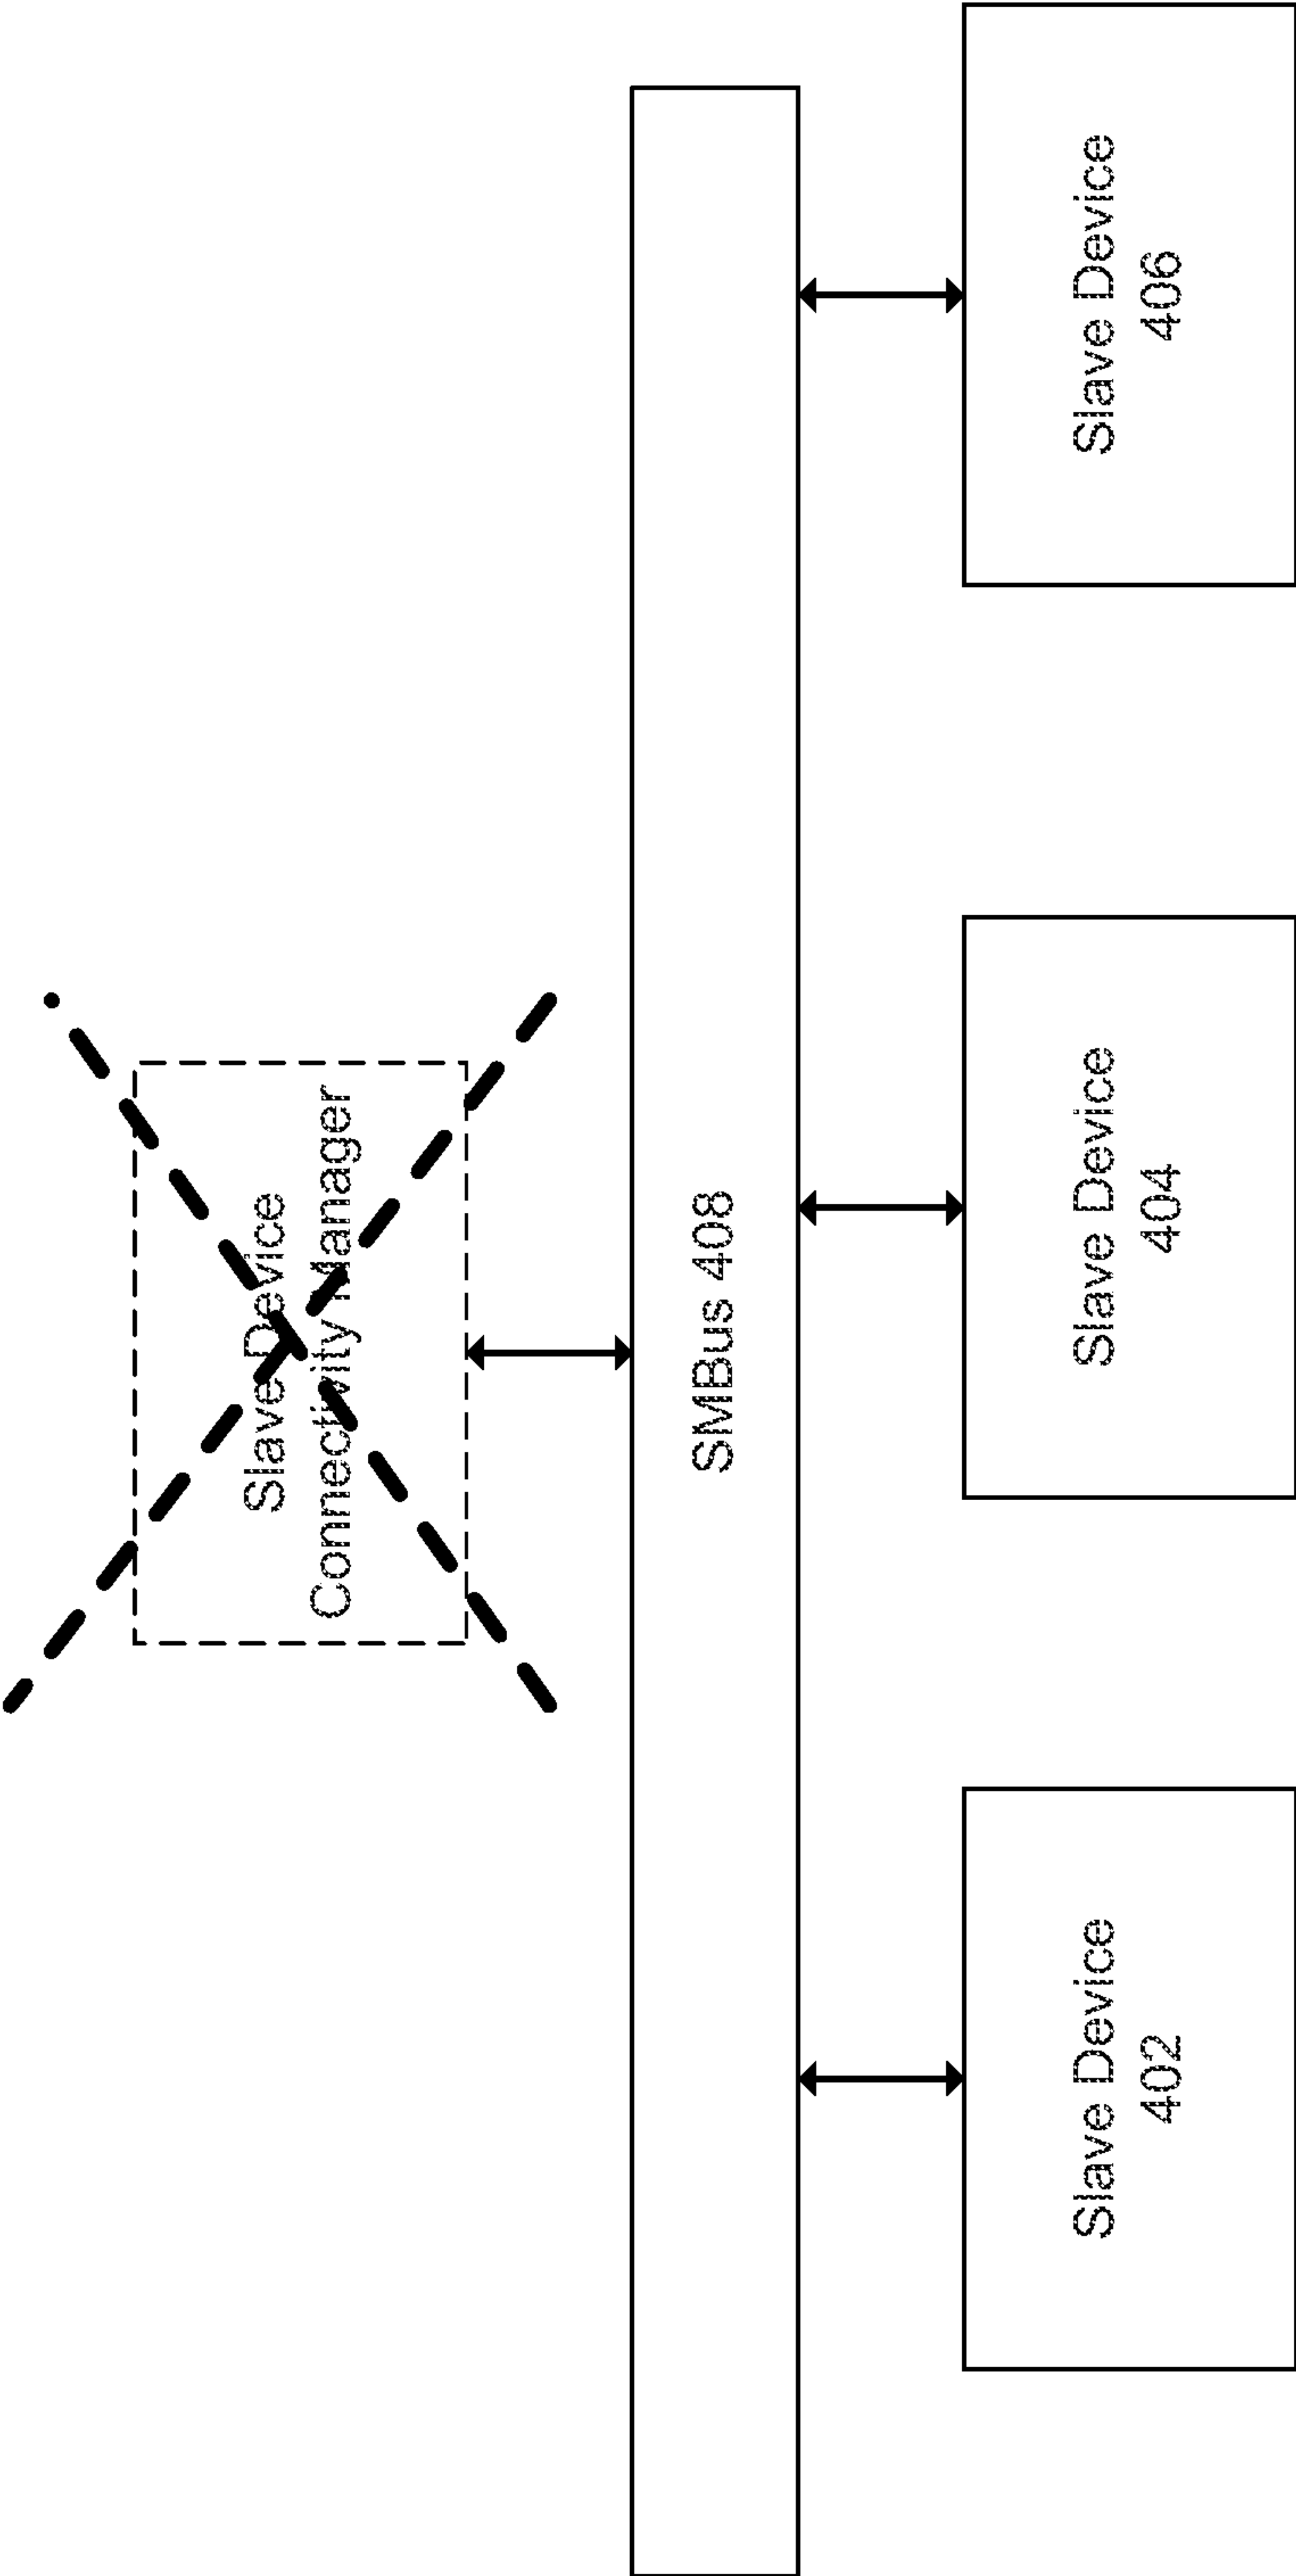 Slave Device
Connectivity Manager
SMBus 408
Slave Device
402
Slave Device
404
Slave Device
406